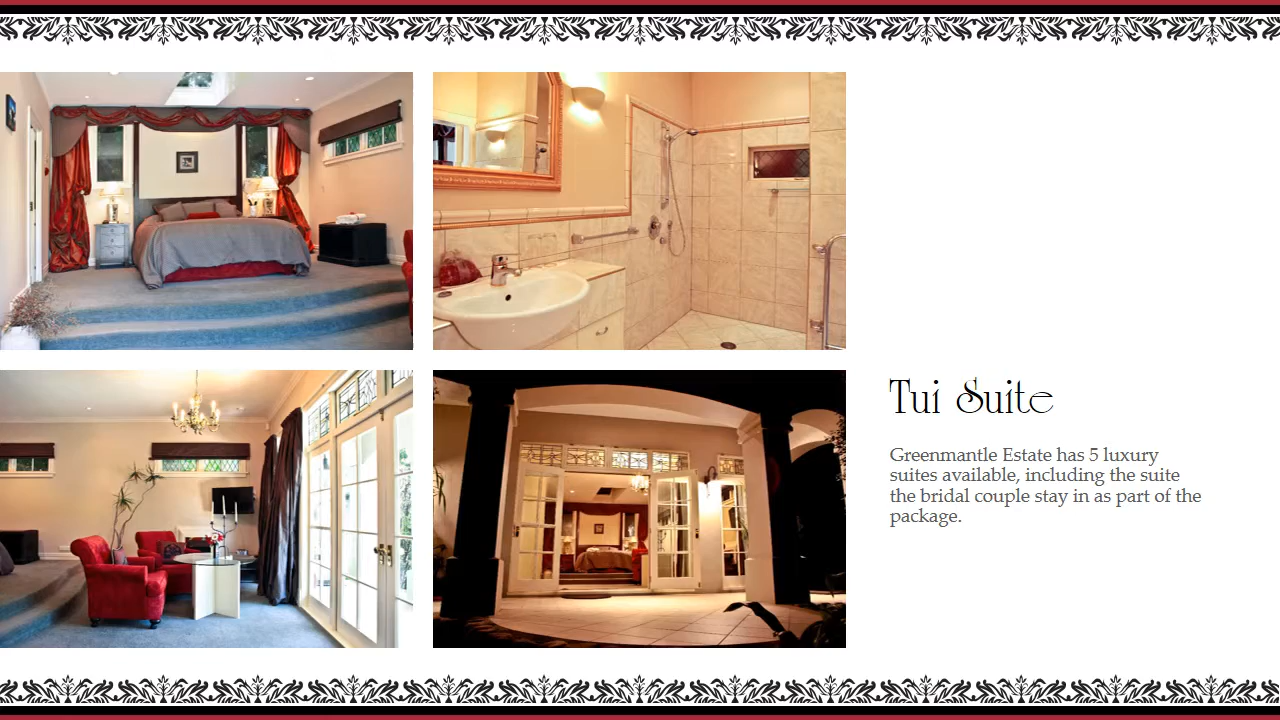 Tui Suite
Greenmantle Estate has 5 luxury
suites available, including the suite
the bridal couple stay in as part of the
package.